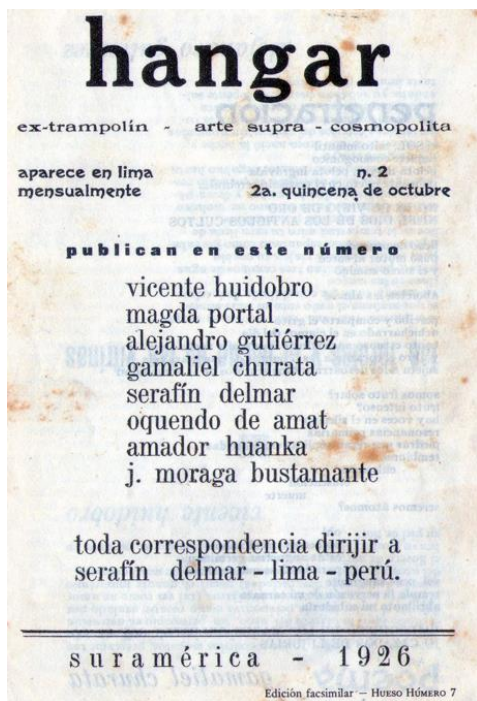 hangar
ex-trampolín - arte supra - cosmopolita
aparece en lima n. 2
mensualmente 2a. quincena de octubre
publican en este número
vicente huidobro
magda portal
alejandro gutiérrez
gamaliel churata
serafín delmar
oquendo de amat
amador huanka
j. moraga bustamante
toda correspondencia dirijir a
serafín delmar - lima - perú.
suramérica - 1926
Edición facsimilar — HUESO HÚMERO 7